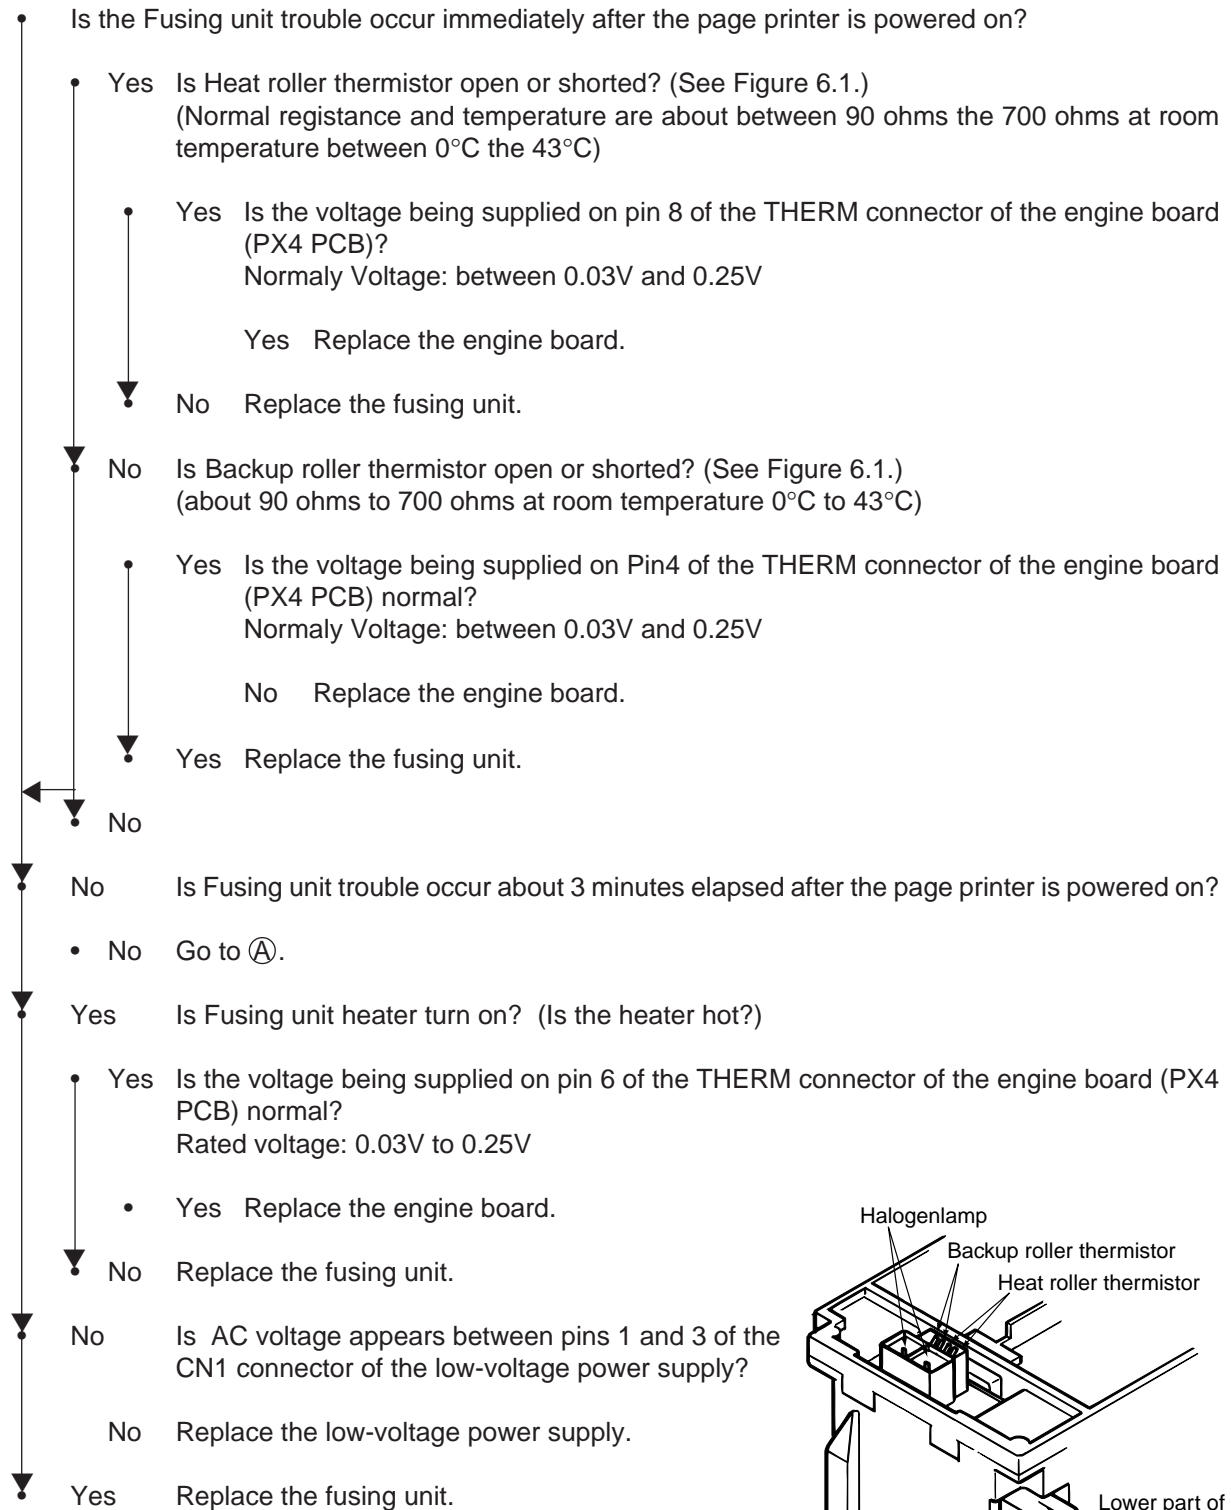 Is the Fusing unit trouble occur immediately after the page printer is powered on?
Yes Is Heat roller thermistor open or shorted? (See Figure 6.1.)
(Normal registance and temperature are about between 90 ohms the 700 ohms at room
temperature between 0°C the 43°C)
Yes Is the voltage being supplied on pin 8 of the THERM connector of the engine board
(PX4 PCB)?
Normaly Voltage: between 0.03V and 0.25V
Yes Replace the engine board.
No Replace the fusing unit.
No Is Backup roller thermistor open or shorted? (See Figure 6.1.)
(about 90 ohms to 700 ohms at room temperature 0°C to 43°C)
Yes Is the voltage being supplied on Pin4 of the THERM connector of the engine board
(PX4 PCB) normal?
Normaly Voltage: between 0.03V and 0.25V
No Replace the engine board.
Yes Replace the fusing unit.
No
No Is Fusing unit trouble occur about 3 minutes elapsed after the page printer is powered on?
No Go to Ⓐ.
Yes Is Fusing unit heater turn on? (Is the heater hot?)
Yes Is the voltage being supplied on pin 6 of the THERM connector of the engine board (PX4
PCB) normal?
Rated voltage: 0.03V to 0.25V
Yes Replace the engine board.
No Replace the fusing unit.
No Is AC voltage appears between pins 1 and 3 of the
CN1 connector of the low-voltage power supply?
No Replace the low-voltage power supply.
Yes Replace the fusing unit.
Halogenlamp
Backup roller thermistor
Heat roller thermistor
Lower part of